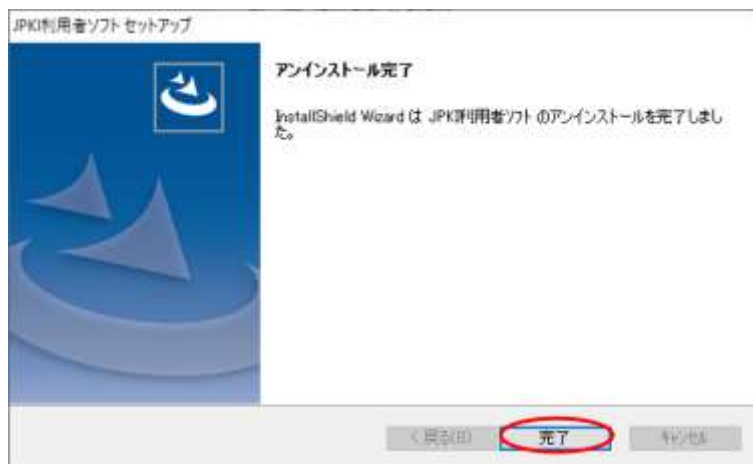 JPKI利用者ソフト セットアップ
アンインストール完了
InstallShield Wizard は JPKI利用者ソフト のアンインストールを完了しまし
た。
< 戻る(B)
完了
キャンセル